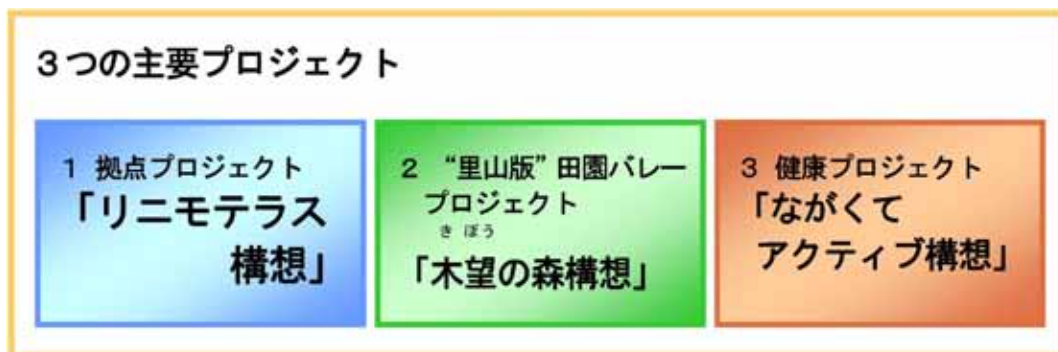 3つの主要プロジェクト
1 拠点プロジェクト
「リニモテラス
構想」
2 “里山版”田園バレー
プロジェクト
きぼう
「木望の森構想」
3 健康プロジェクト
「ながくて
アクティブ構想」